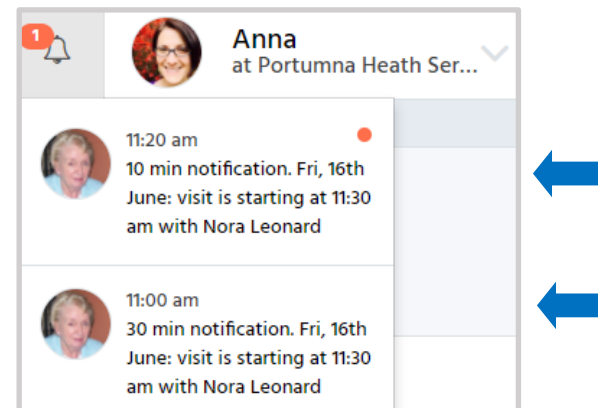 1
Anna
at Portumna Heath Ser...
11:20 am
10 min notification. Fri, 16th
June: visit is starting at 11:30
am with Nora Leonard
11:00 am
30 min notification. Fri, 16th
June: visit is starting at 11:30
am with Nora Leonard